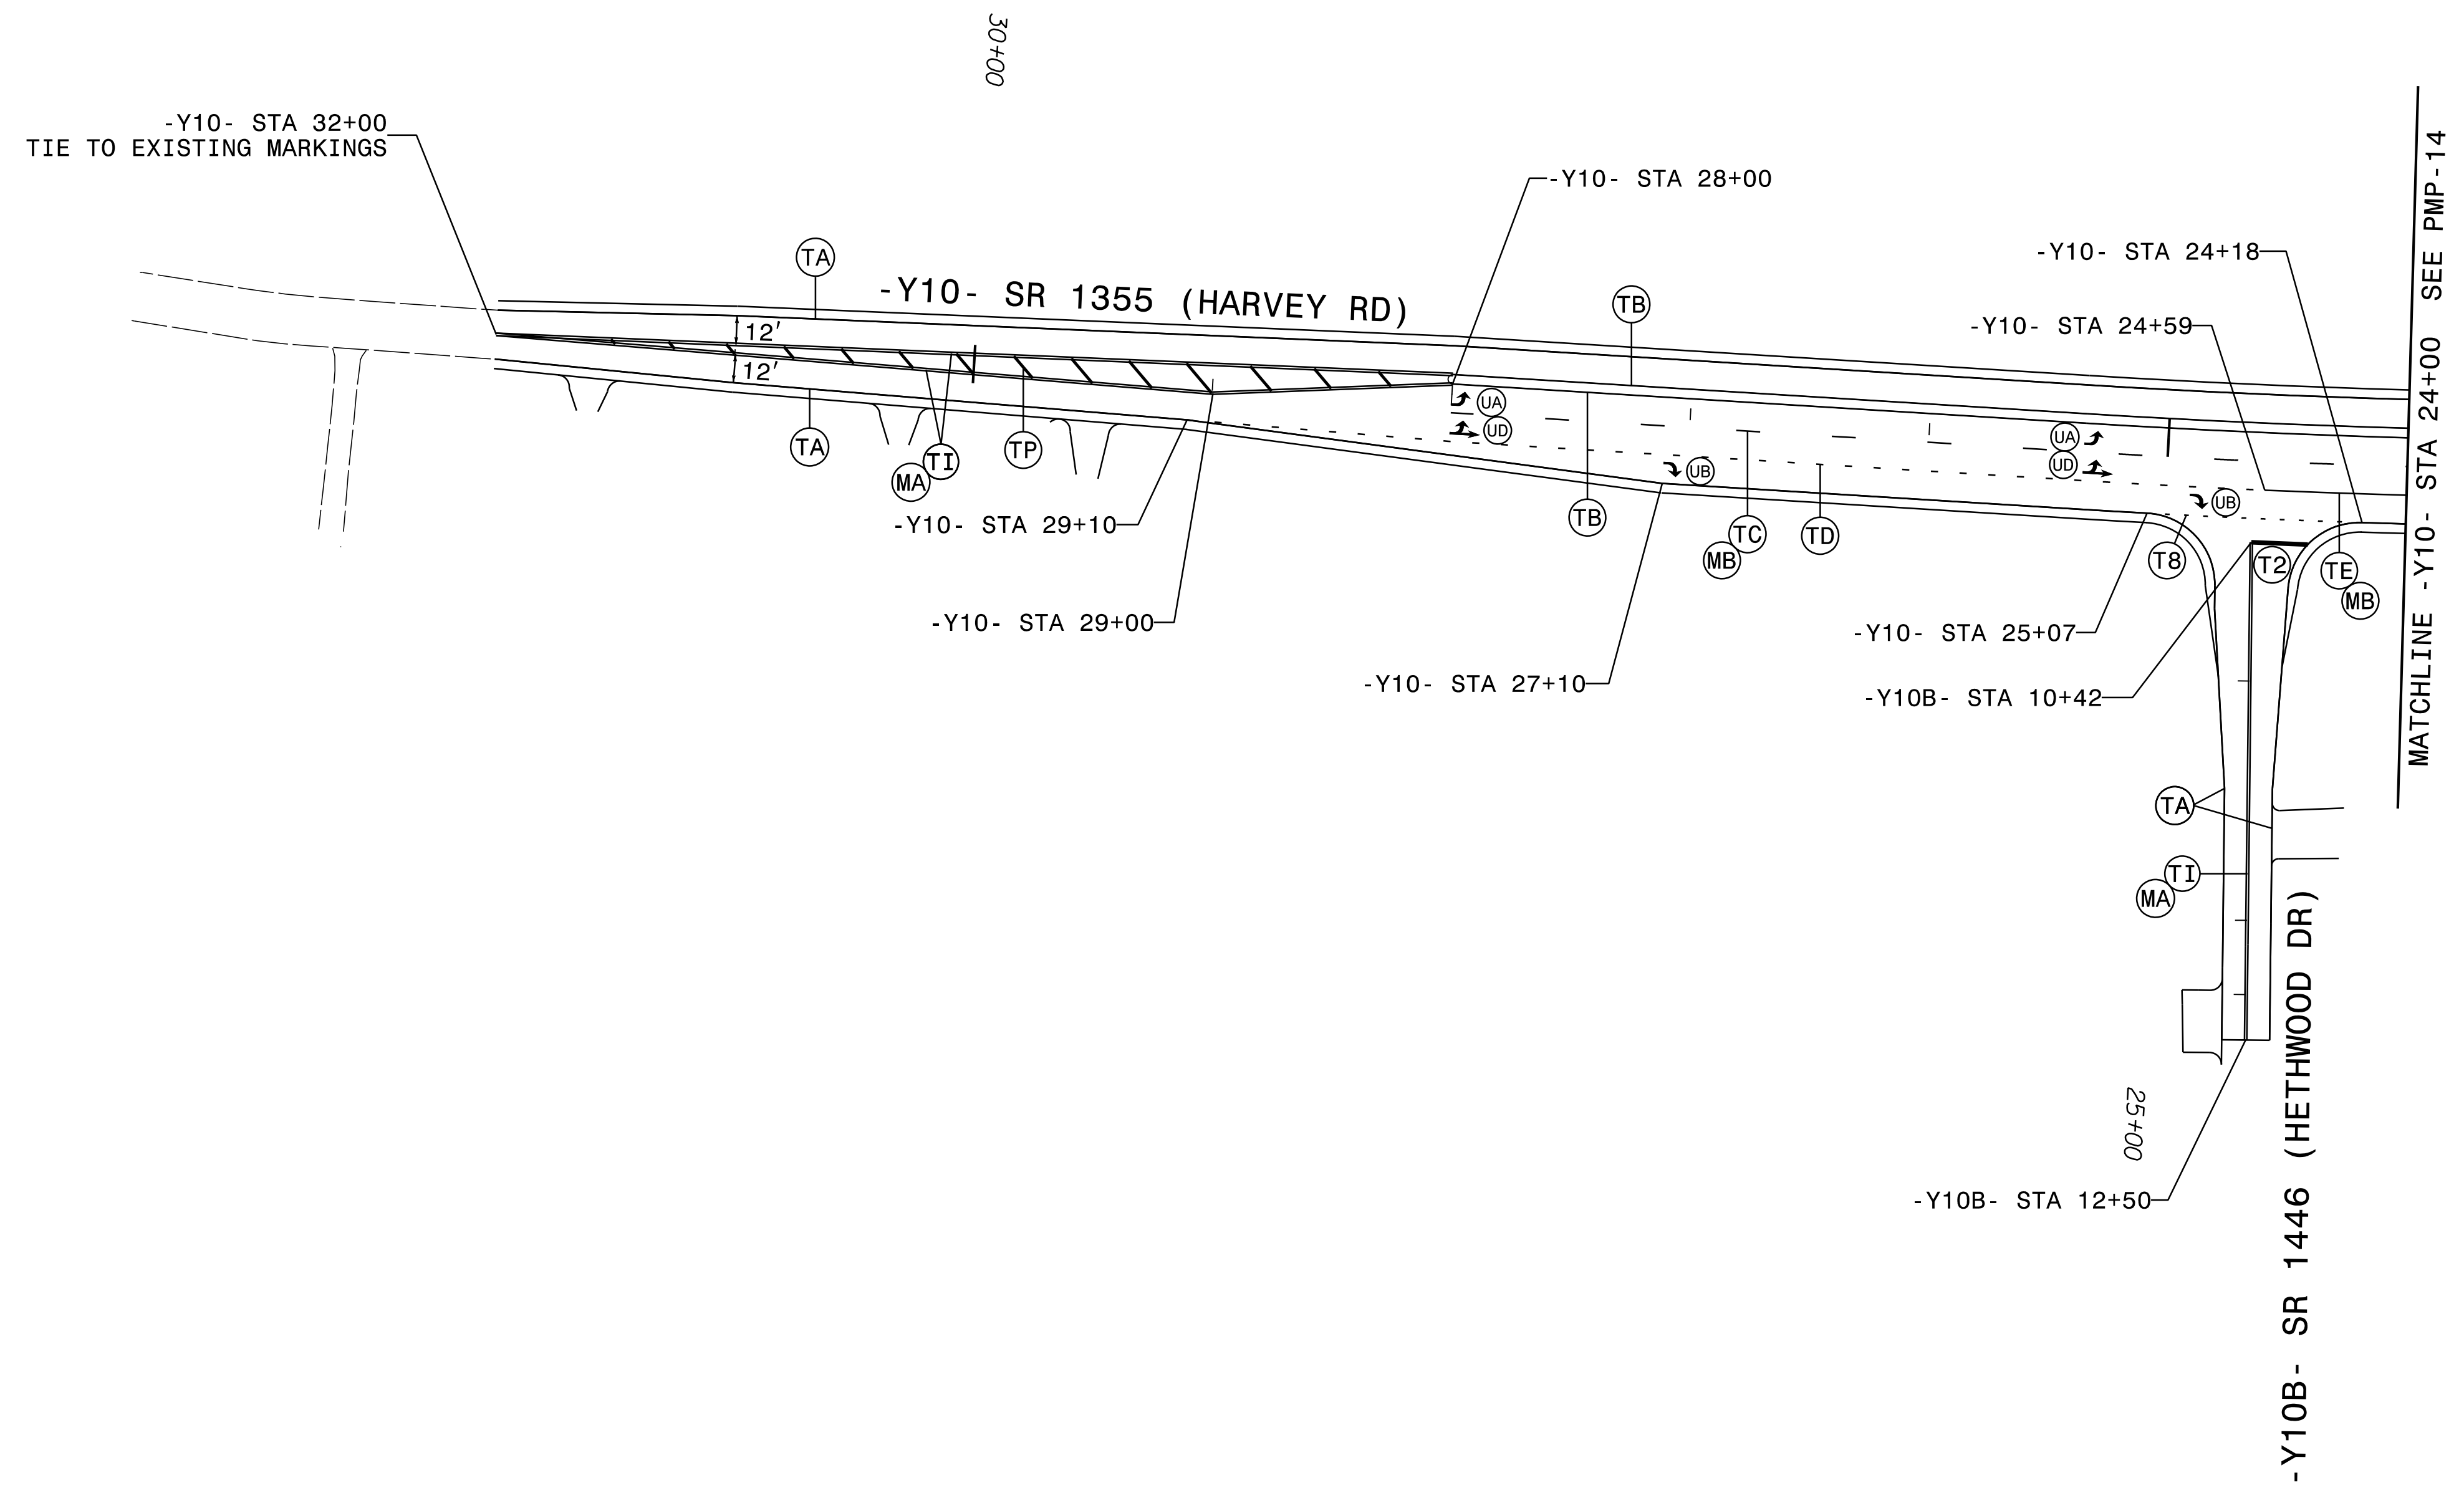 30+00
-Y10- STA 32+00
TIE TO EXISTING MARKINGS
-Y10- STA 28+00
-Y10- STA 24+18
-Y10- STA 24+59
MATCHLINE -Y10- STA 24+00 SEE PMP-14
TA
-Y10- SR 1355 (HARVEY RD)
TB
12'
12'
UA
UD
UA
UD
TA
MA
TI
TP
UB
UB
-Y10- STA 29+10
TB
TC
MB
TD
T8
T2
TE
MB
-Y10- STA 29+00
-Y10- STA 25+07
-Y10- STA 27+10
-Y10B- STA 10+42
TA
TI
MA
25+00
-Y10B- STA 12+50
-Y10B- SR 1446 (HETHWOOD DR)